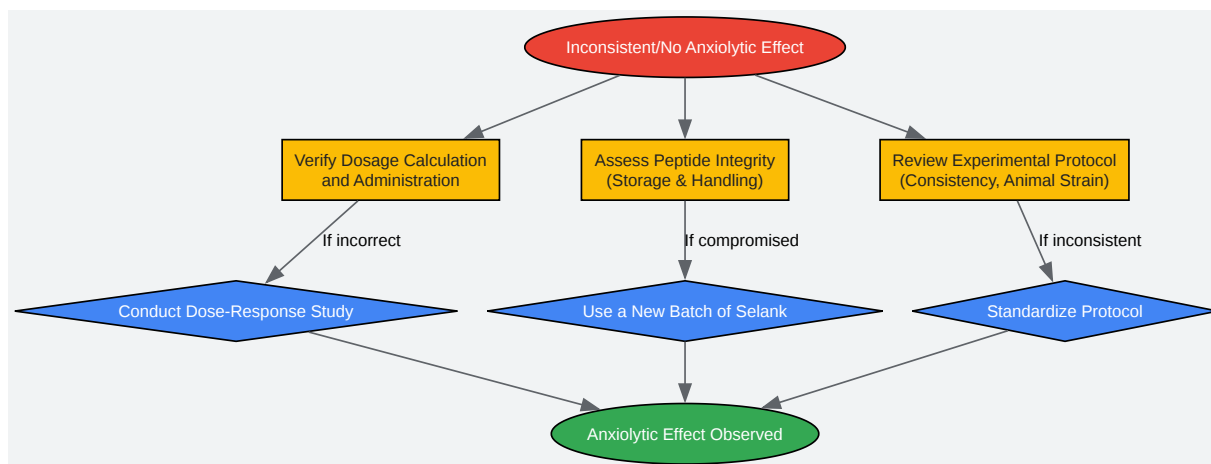 Inconsistent/No Anxiolytic Effect
Verify Dosage Calculation
and Administration
Assess Peptide Integrity
(Storage & Handling)
Review Experimental Protocol
(Consistency, Animal Strain)
If incorrect
If compromised
If inconsistent
Conduct Dose-Response Study
Use a New Batch of Selank
Standardize Protocol
Anxiolytic Effect Observed